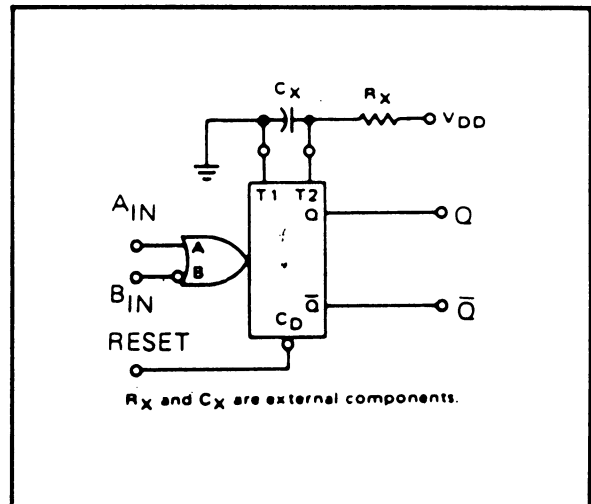 CX
RX
VDD
T1 T2
AIN
A
Q
Q
B
BIN
Q̅
Q̅
CD
RESET
RX and CX are external components.